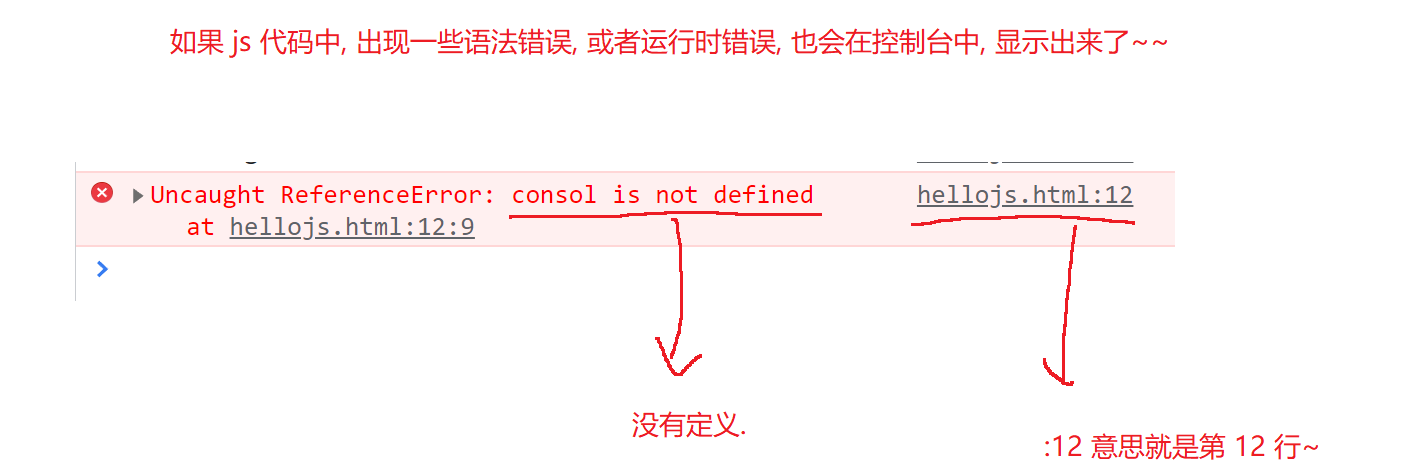 如果 js 代码中, 出现一些语法错误, 或者运行时错误, 也会在控制台中, 显示出来了~~
Uncaught ReferenceError: consol is not defined hellojs.html:12
at hellojs.html:12:9
没有定义.
:12 意思就是第 12 行~